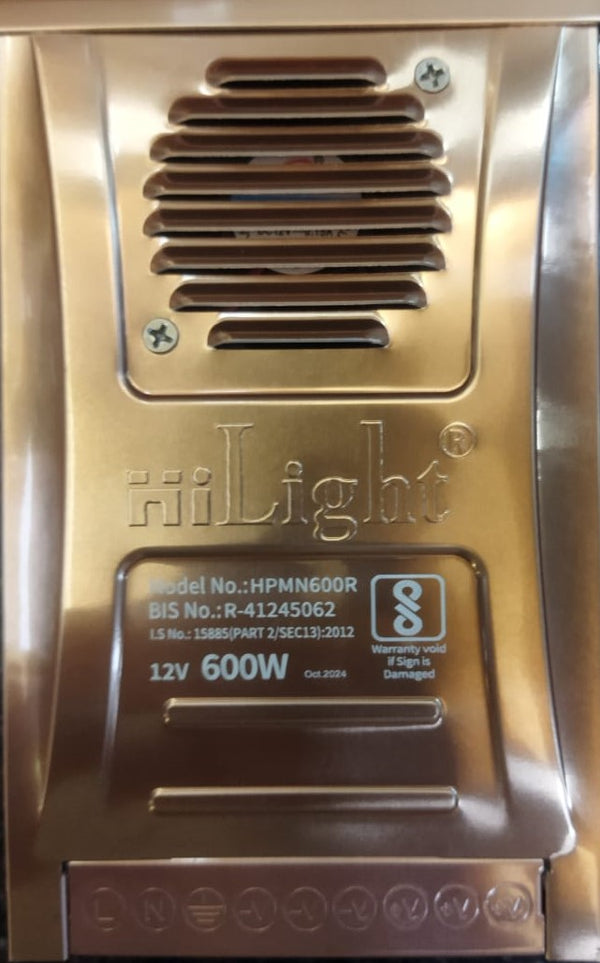 HiLight®
Model No.:HPMN600R
BIS No.:R-41245062
I.S No.: 15885(PART 2/SEC13):2012
12V 600W Oct.2024
Warranty void
if Sign is
Damaged
L N -V -V -V +V +V +V